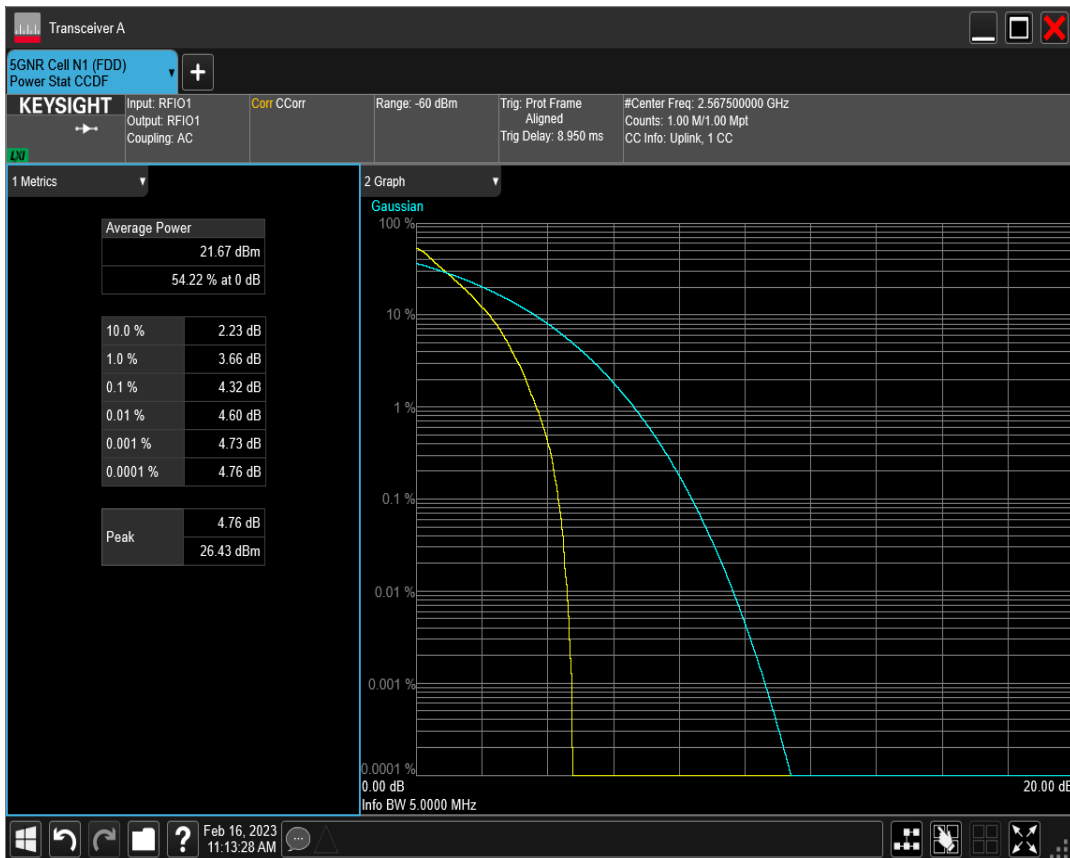 Transceiver A
5GNR Cell N1 (FDD)
Power Stat CCDF
+
KEYSIGHT
LXI
Input: RFIO1
Output: RFIO1
Coupling: AC
Corr CCorr
Range: -60 dBm
Trig: Prot Frame
Aligned
Trig Delay: 8.950 ms
#Center Freq: 2.567500000 GHz
Counts: 1.00 M/1.00 Mpt
CC Info: Uplink, 1 CC
1 Metrics
Average Power
21.67 dBm
54.22 % at 0 dB
10.0 % 2.23 dB
1.0 % 3.66 dB
0.1 % 4.32 dB
0.01 % 4.60 dB
0.001 % 4.73 dB
0.0001 % 4.76 dB
Peak
4.76 dB
26.43 dBm
2 Graph
Gaussian
100 %
10 %
1 %
0.1 %
0.01 %
0.001 %
0.0001 %
0.00 dB
20.00 dB
Info BW 5.0000 MHz
?
Feb 16, 2023
11:13:28 AM